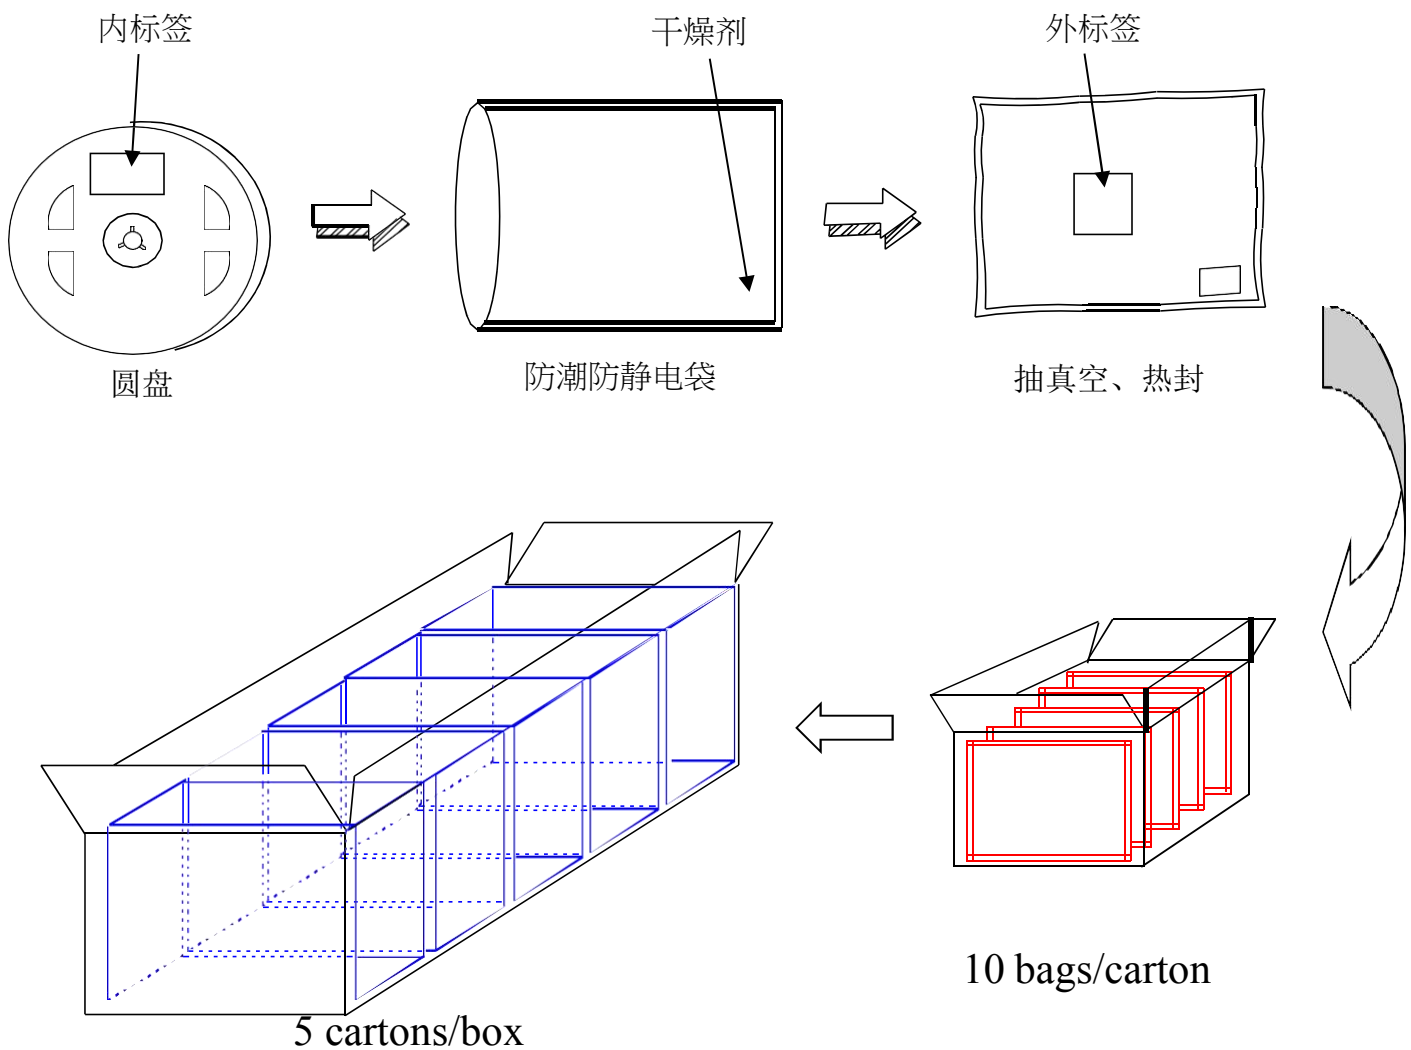 内标签
干燥剂
外标签
圆盘
防潮防静电袋
抽真空、热封
10 bags/carton
5 cartons/box